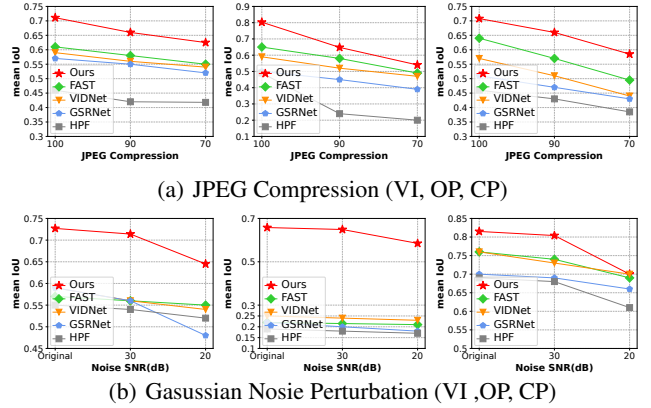 0.75
0.7
0.65
0.6
0.55
0.5
0.45
0.4
0.35
0.3
mean IoU
Ours
FAST
VIDNet
GSRNet
HPF
100 90 70
JPEG Compression
0.9
0.8
0.7
0.6
0.5
0.4
0.3
0.2
0.1
mean IoU
Ours
FAST
VIDNet
GSRNet
HPF
100 90 70
JPEG Compression
0.75
0.7
0.65
0.6
0.55
0.5
0.45
0.4
0.35
0.3
mean IoU
Ours
FAST
VIDNet
GSRNet
HPF
100 90 70
JPEG Compression
(a) JPEG Compression (VI, OP, CP)
0.75
0.7
0.65
0.6
0.55
0.5
0.45
mean IoU
Ours
FAST
VIDNet
GSRNet
HPF
Original 30 20
Noise SNR(dB)
0.7
0.5
0.3
0.25
0.2
0.15
0.1
mean IoU
Ours
FAST
VIDNet
GSRNet
HPF
Original 30 20
Noise SNR(dB)
0.85
0.8
0.75
0.7
0.65
0.6
0.55
0.5
mean IoU
Ours
FAST
VIDNet
GSRNet
HPF
Original 30 20
Noise SNR(dB)
(b) Gasussian Nosie Perturbation (VI ,OP, CP)